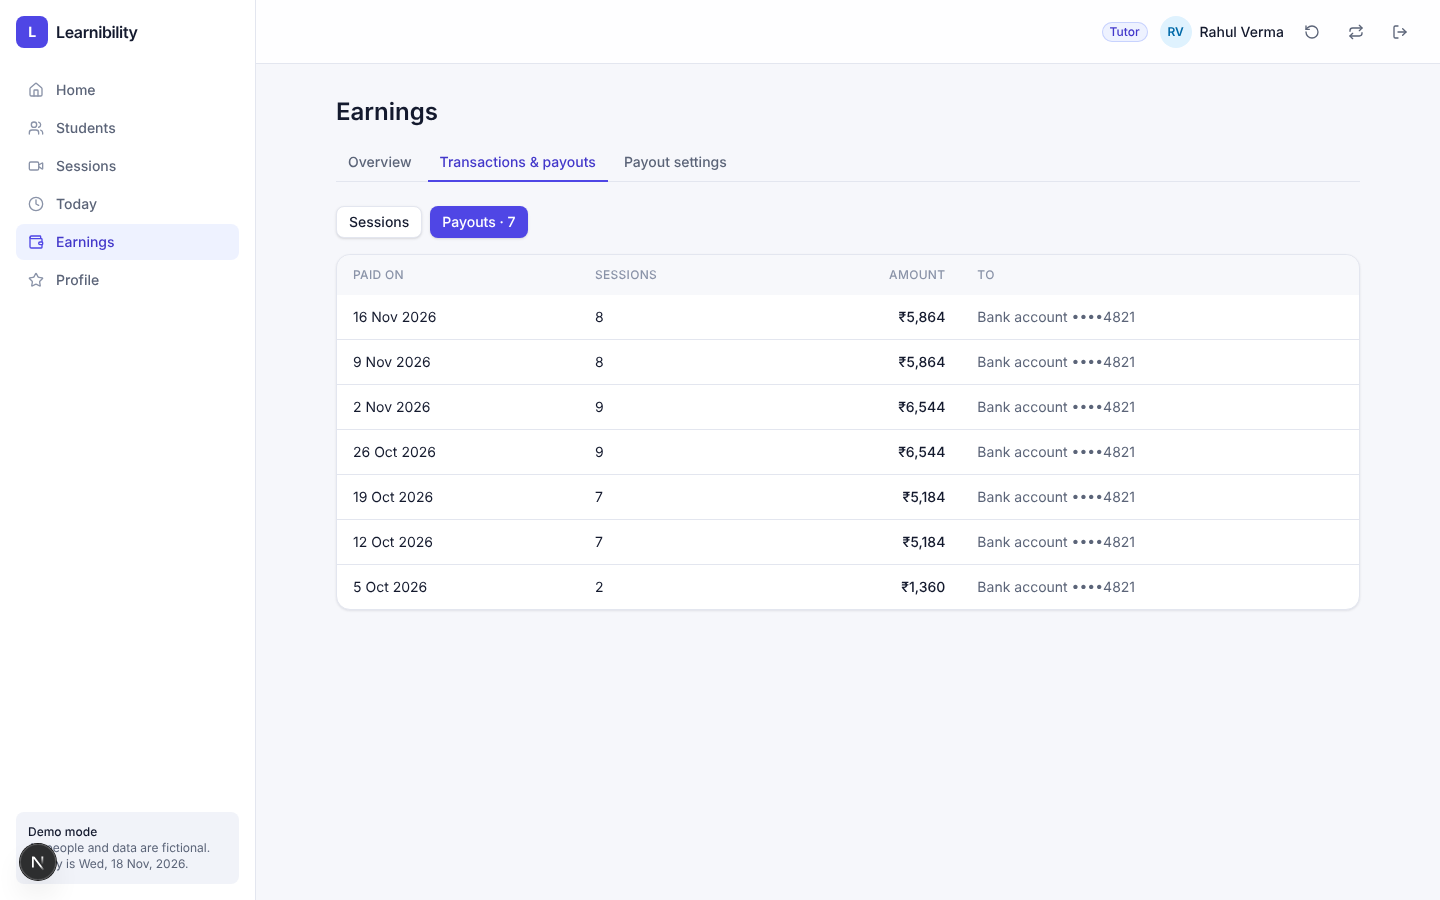 L Learnibility
Tutor RV Rahul Verma
Home
Students
Sessions
Today
Earnings
Profile
Earnings
Overview Transactions & payouts Payout settings
Sessions Payouts · 7
PAID ON SESSIONS AMOUNT TO
16 Nov 2026 8 ₹5,864 Bank account ••••4821
9 Nov 2026 8 ₹5,864 Bank account ••••4821
2 Nov 2026 9 ₹6,544 Bank account ••••4821
26 Oct 2026 9 ₹6,544 Bank account ••••4821
19 Oct 2026 7 ₹5,184 Bank account ••••4821
12 Oct 2026 7 ₹5,184 Bank account ••••4821
5 Oct 2026 2 ₹1,360 Bank account ••••4821
Demo mode
people and data are fictional.
N is Wed, 18 Nov, 2026.